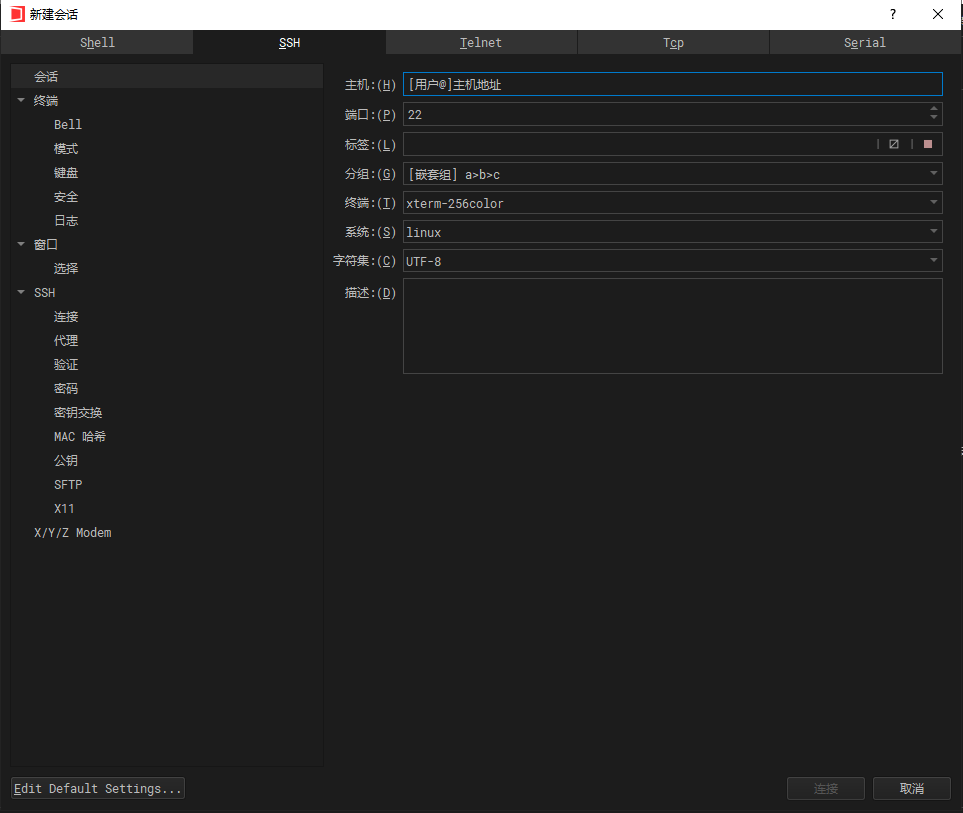 新建会话
?
Shell
SSH
Telnet
Tcp
Serial
会话
终端
Bell
模式
键盘
安全
日志
窗口
选择
SSH
连接
代理
验证
密码
密钥交换
MAC 哈希
公钥
SFTP
X11
X/Y/Z Modem
主机:(H) [用户@]主机地址
端口:(P) 22
标签:(L)
分组:(G) [嵌套组] a>b>c
终端:(T) xterm-256color
系统:(S) linux
字符集:(C) UTF-8
描述:(D)
Edit Default Settings...
连接
取消